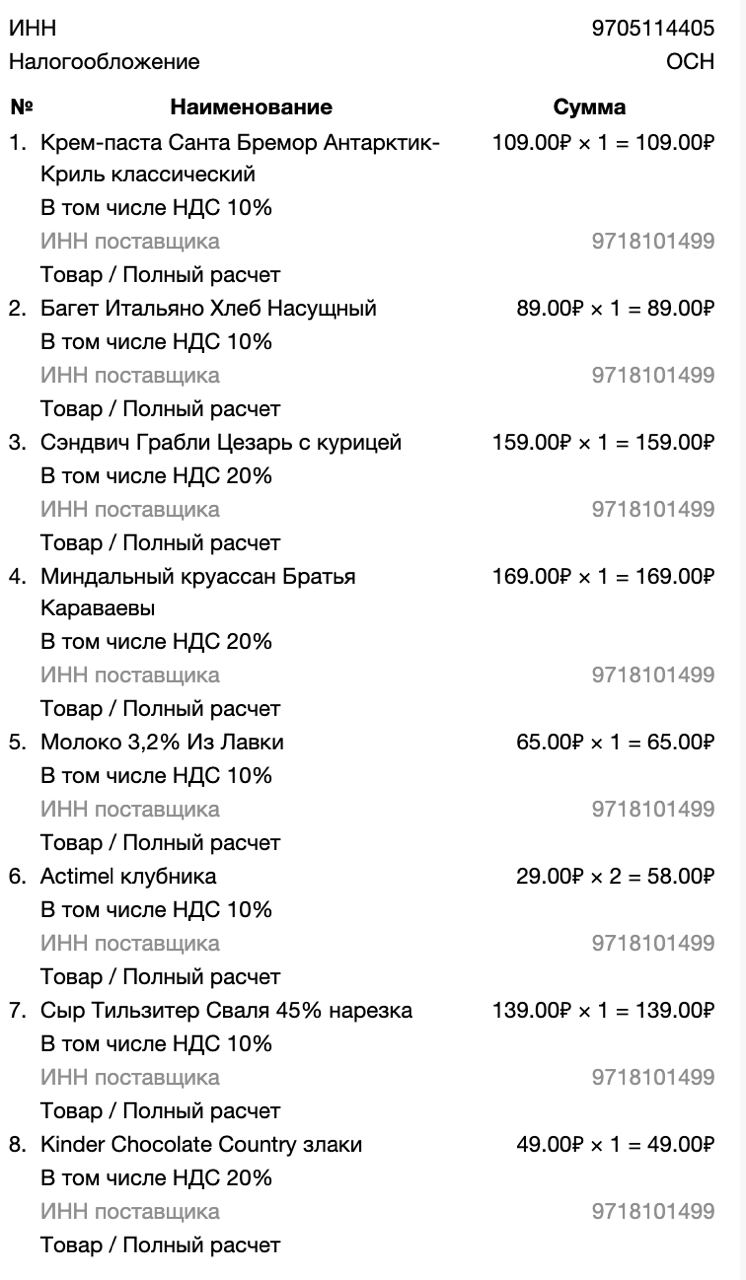 ИНН 9705114405
Налогообложение ОСН
№ Наименование Сумма
1. Крем-паста Санта Бремор Антарктик- 109.00₽ × 1 = 109.00₽
Криль классический
В том числе НДС 10%
ИНН поставщика 9718101499
Товар / Полный расчет
2. Багет Итальяно Хлеб Насущный 89.00₽ × 1 = 89.00₽
В том числе НДС 10%
ИНН поставщика 9718101499
Товар / Полный расчет
3. Сэндвич Грабли Цезарь с курицей 159.00₽ × 1 = 159.00₽
В том числе НДС 20%
ИНН поставщика 9718101499
Товар / Полный расчет
4. Миндальный круассан Братья 169.00₽ × 1 = 169.00₽
Караваевы
В том числе НДС 20%
ИНН поставщика 9718101499
Товар / Полный расчет
5. Молоко 3,2% Из Лавки 65.00₽ × 1 = 65.00₽
В том числе НДС 10%
ИНН поставщика 9718101499
Товар / Полный расчет
6. Actimel клубника 29.00₽ × 2 = 58.00₽
В том числе НДС 10%
ИНН поставщика 9718101499
Товар / Полный расчет
7. Сыр Тильзитер Сваля 45% нарезка 139.00₽ × 1 = 139.00₽
В том числе НДС 10%
ИНН поставщика 9718101499
Товар / Полный расчет
8. Kinder Chocolate Country злаки 49.00₽ × 1 = 49.00₽
В том числе НДС 20%
ИНН поставщика 9718101499
Товар / Полный расчет